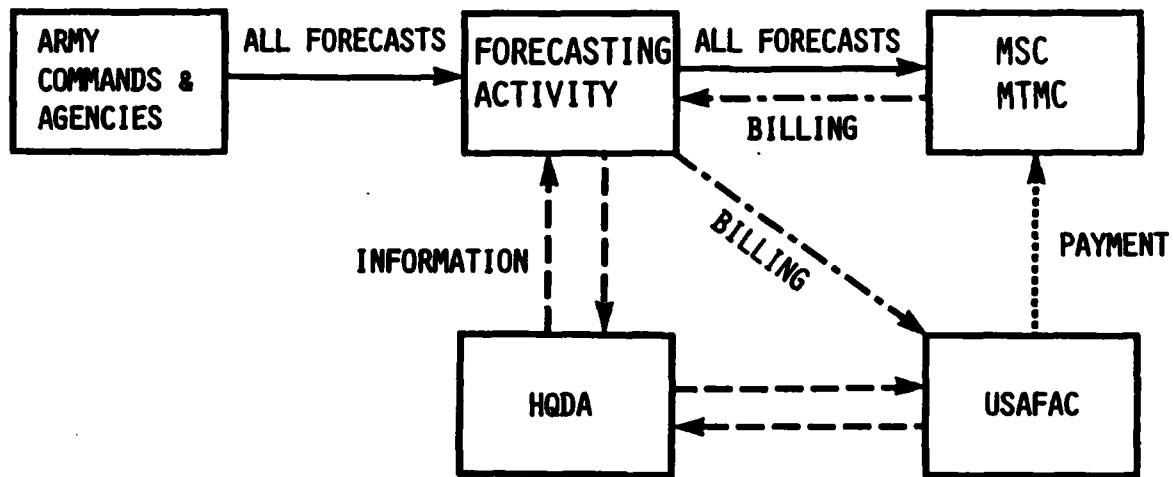 ARMY
COMMANDS &
AGENCIES
ALL FORECASTS
FORECASTING
ACTIVITY
ALL FORECASTS
BILLING
MSC
MTMC
INFORMATION
BILLING
PAYMENT
HQDA
USAFAC